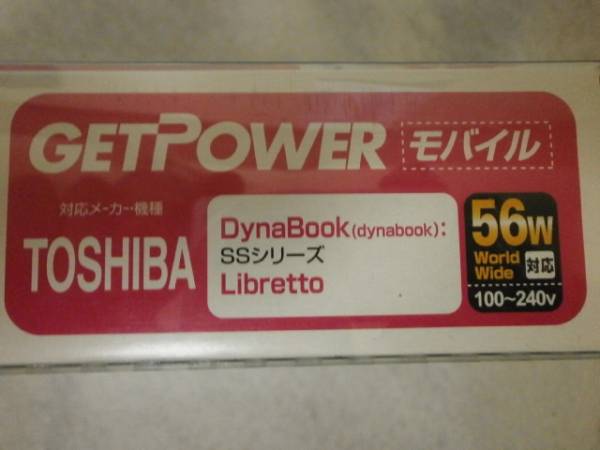 GETPOWER モバイル
対応メーカー・機種
TOSHIBA
DynaBook(dynabook):
SSシリーズ
Libretto
56W
World
Wide 対応
100～240v